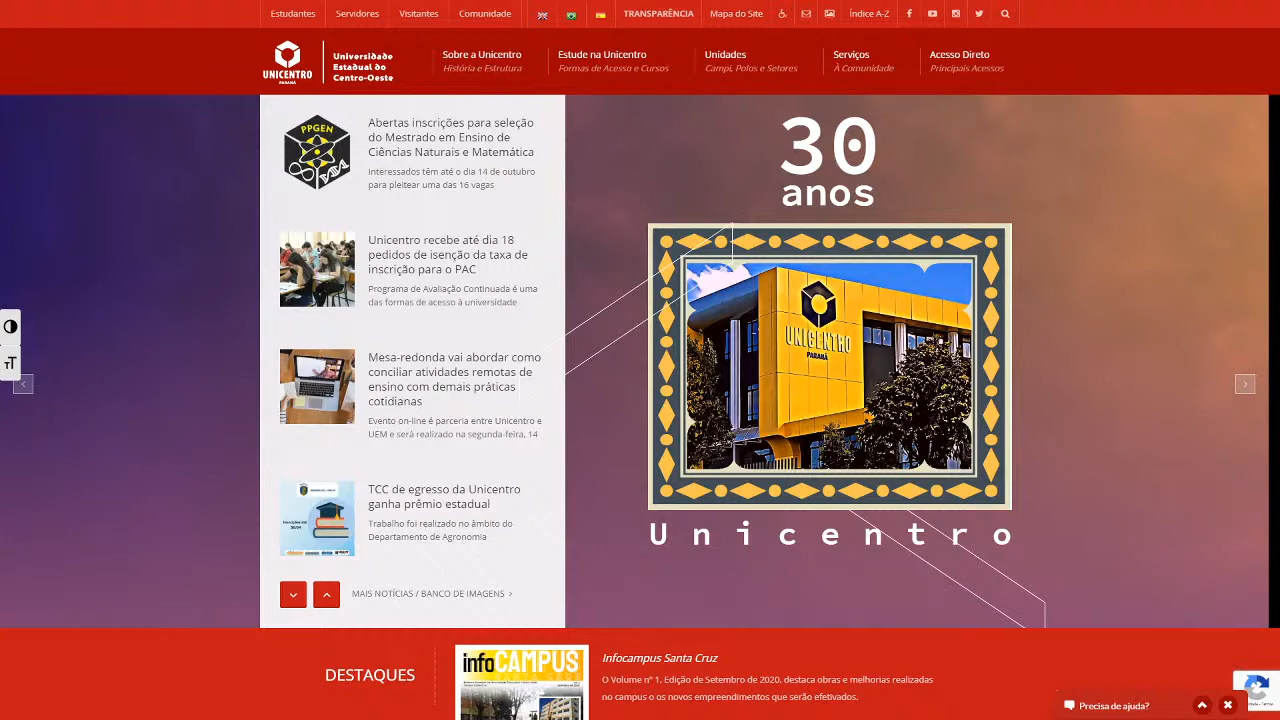 Estudantes Servidores Visitantes Comunidade TRANSPARÊNCIA Mapa do Site Índice A-Z
UNICENTRO
PARANÁ
Universidade
Estadual do
Centro-Oeste
Sobre a Unicentro
História e Estrutura
Estude na Unicentro
Formas de Acesso e Cursos
Unidades
Campi, Polos e Setores
Serviços
À Comunidade
Acesso Direto
Principais Acessos
PPGEN
Abertas inscrições para seleção
do Mestrado em Ensino de
Ciências Naturais e Matemática
Interessados têm até o dia 14 de outubro
para pleitear uma das 16 vagas
Unicentro recebe até dia 18
pedidos de isenção da taxa de
inscrição para o PAC
Programa de Avaliação Continuada é uma
das formas de acesso à universidade
Mesa-redonda vai abordar como
conciliar atividades remotas de
ensino com demais práticas
cotidianas
Evento on-line é parceria entre Unicentro e
UEM e será realizado na segunda-feira, 14
TCC de egresso da Unicentro
ganha prêmio estadual
Trabalho foi realizado no âmbito do
Departamento de Agronomia
MAIS NOTÍCIAS / BANCO DE IMAGENS >
30
anos
UNICENTRO
PARANÁ
Unicentro
TT
DESTAQUES
infoCAMPUS
Infocampus Santa Cruz
O Volume nº 1, Edição de Setembro de 2020, destaca obras e melhorias realizadas
no campus o os novos empreendimentos que serão efetivados.
Precisa de ajuda?